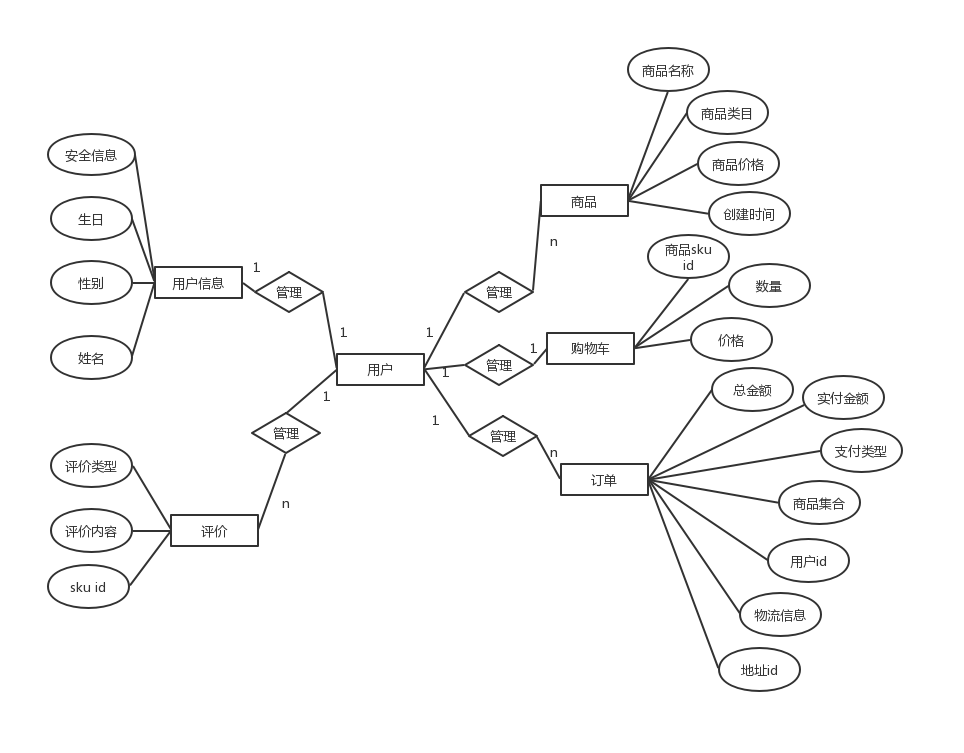 商品名称
商品类目
安全信息
商品价格
商品
生日
创建时间
n
商品sku
id
1
管理
用户信息
性别
管理
数量
1
1
购物车
1
价格
姓名
用户
管理
1
总金额
1
实付金额
1
管理
管理
支付类型
n
评价类型
订单
n
商品集合
评价内容
评价
用户id
sku id
物流信息
地址id